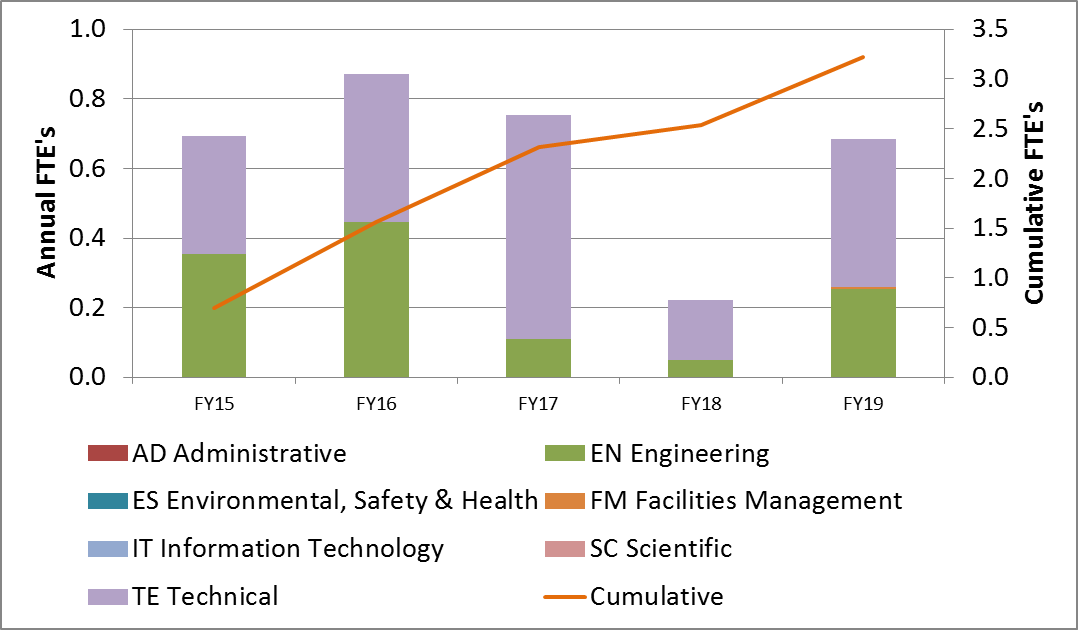 1.0
0.8
0.6
0.4
0.2
0.0
Annual FTE's
3.5
3.0
2.5
2.0
1.5
1.0
0.5
0.0
Cumulative FTE's
FY15 FY16 FY17 FY18 FY19
AD Administrative EN Engineering
ES Environmental, Safety & Health FM Facilities Management
IT Information Technology SC Scientific
TE Technical Cumulative